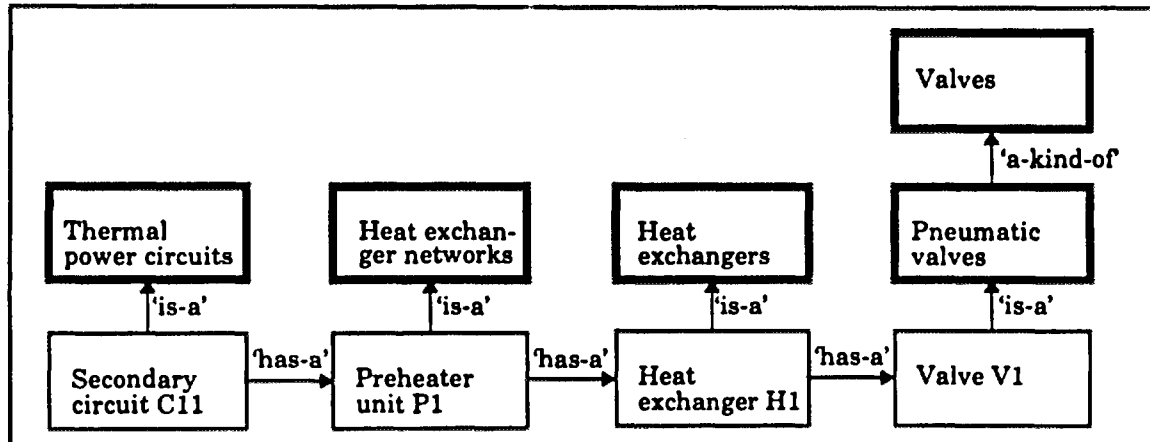 Valves
'a-kind-of'
Thermal
power circuits
Heat exchan-
ger networks
Heat
exchangers
Pneumatic
valves
'is-a'
'is-a'
'is-a'
'is-a'
Secondary
circuit C11
'has-a'
Preheater
unit P1
'has-a'
Heat
exchanger H1
'has-a'
Valve V1